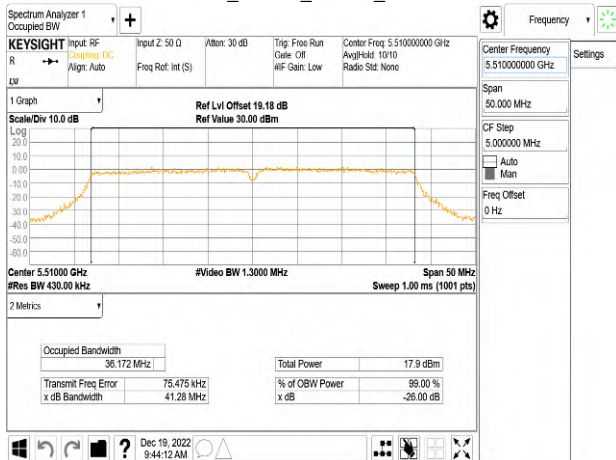 Spectrum Analyzer 1
Occupied BW
+
Frequency
KEYSIGHT
R
Input: RF
Coupling: DC
Align: Auto
Input Z: 50 Ω
Freq Ref: Int (S)
Atten: 30 dB
Trig: Free Run
Gate: Off
#IF Gain: Low
Center Freq: 5.510000000 GHz
Avg|Hold: 10/10
Radio Std: None
Center Frequency
5.510000000 GHz
Settings
Span
50.000 MHz
CF Step
5.000000 MHz
Auto
Man
Freq Offset
0 Hz
1 Graph
Scale/Div 10.0 dB
Ref Lvl Offset 19.18 dB
Ref Value 30.00 dBm
Log
20.0
10.0
0.00
-10.0
-20.0
-30.0
-40.0
-50.0
-60.0
Center 5.51000 GHz
#Res BW 430.00 kHz
#Video BW 1.3000 MHz
Span 50 MHz
Sweep 1.00 ms (1001 pts)
2 Metrics
Occupied Bandwidth
36.172 MHz
Total Power 17.9 dBm
Transmit Freq Error 75.475 kHz
% of OBW Power 99.00 %
x dB Bandwidth 41.28 MHz
x dB -26.00 dB
?
Dec 19, 2022
9:44:12 AM